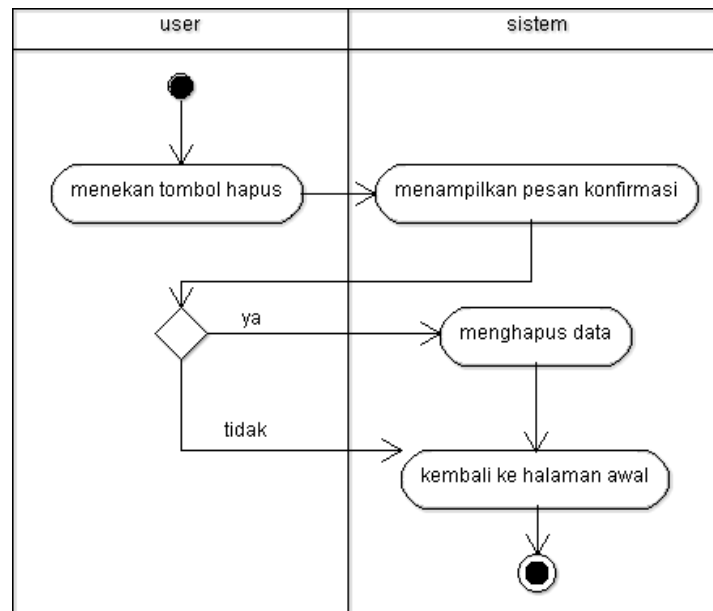 user
sistem
menekan tombol hapus
menampilkan pesan konfirmasi
ya
menghapus data
tidak
kembali ke halaman awal